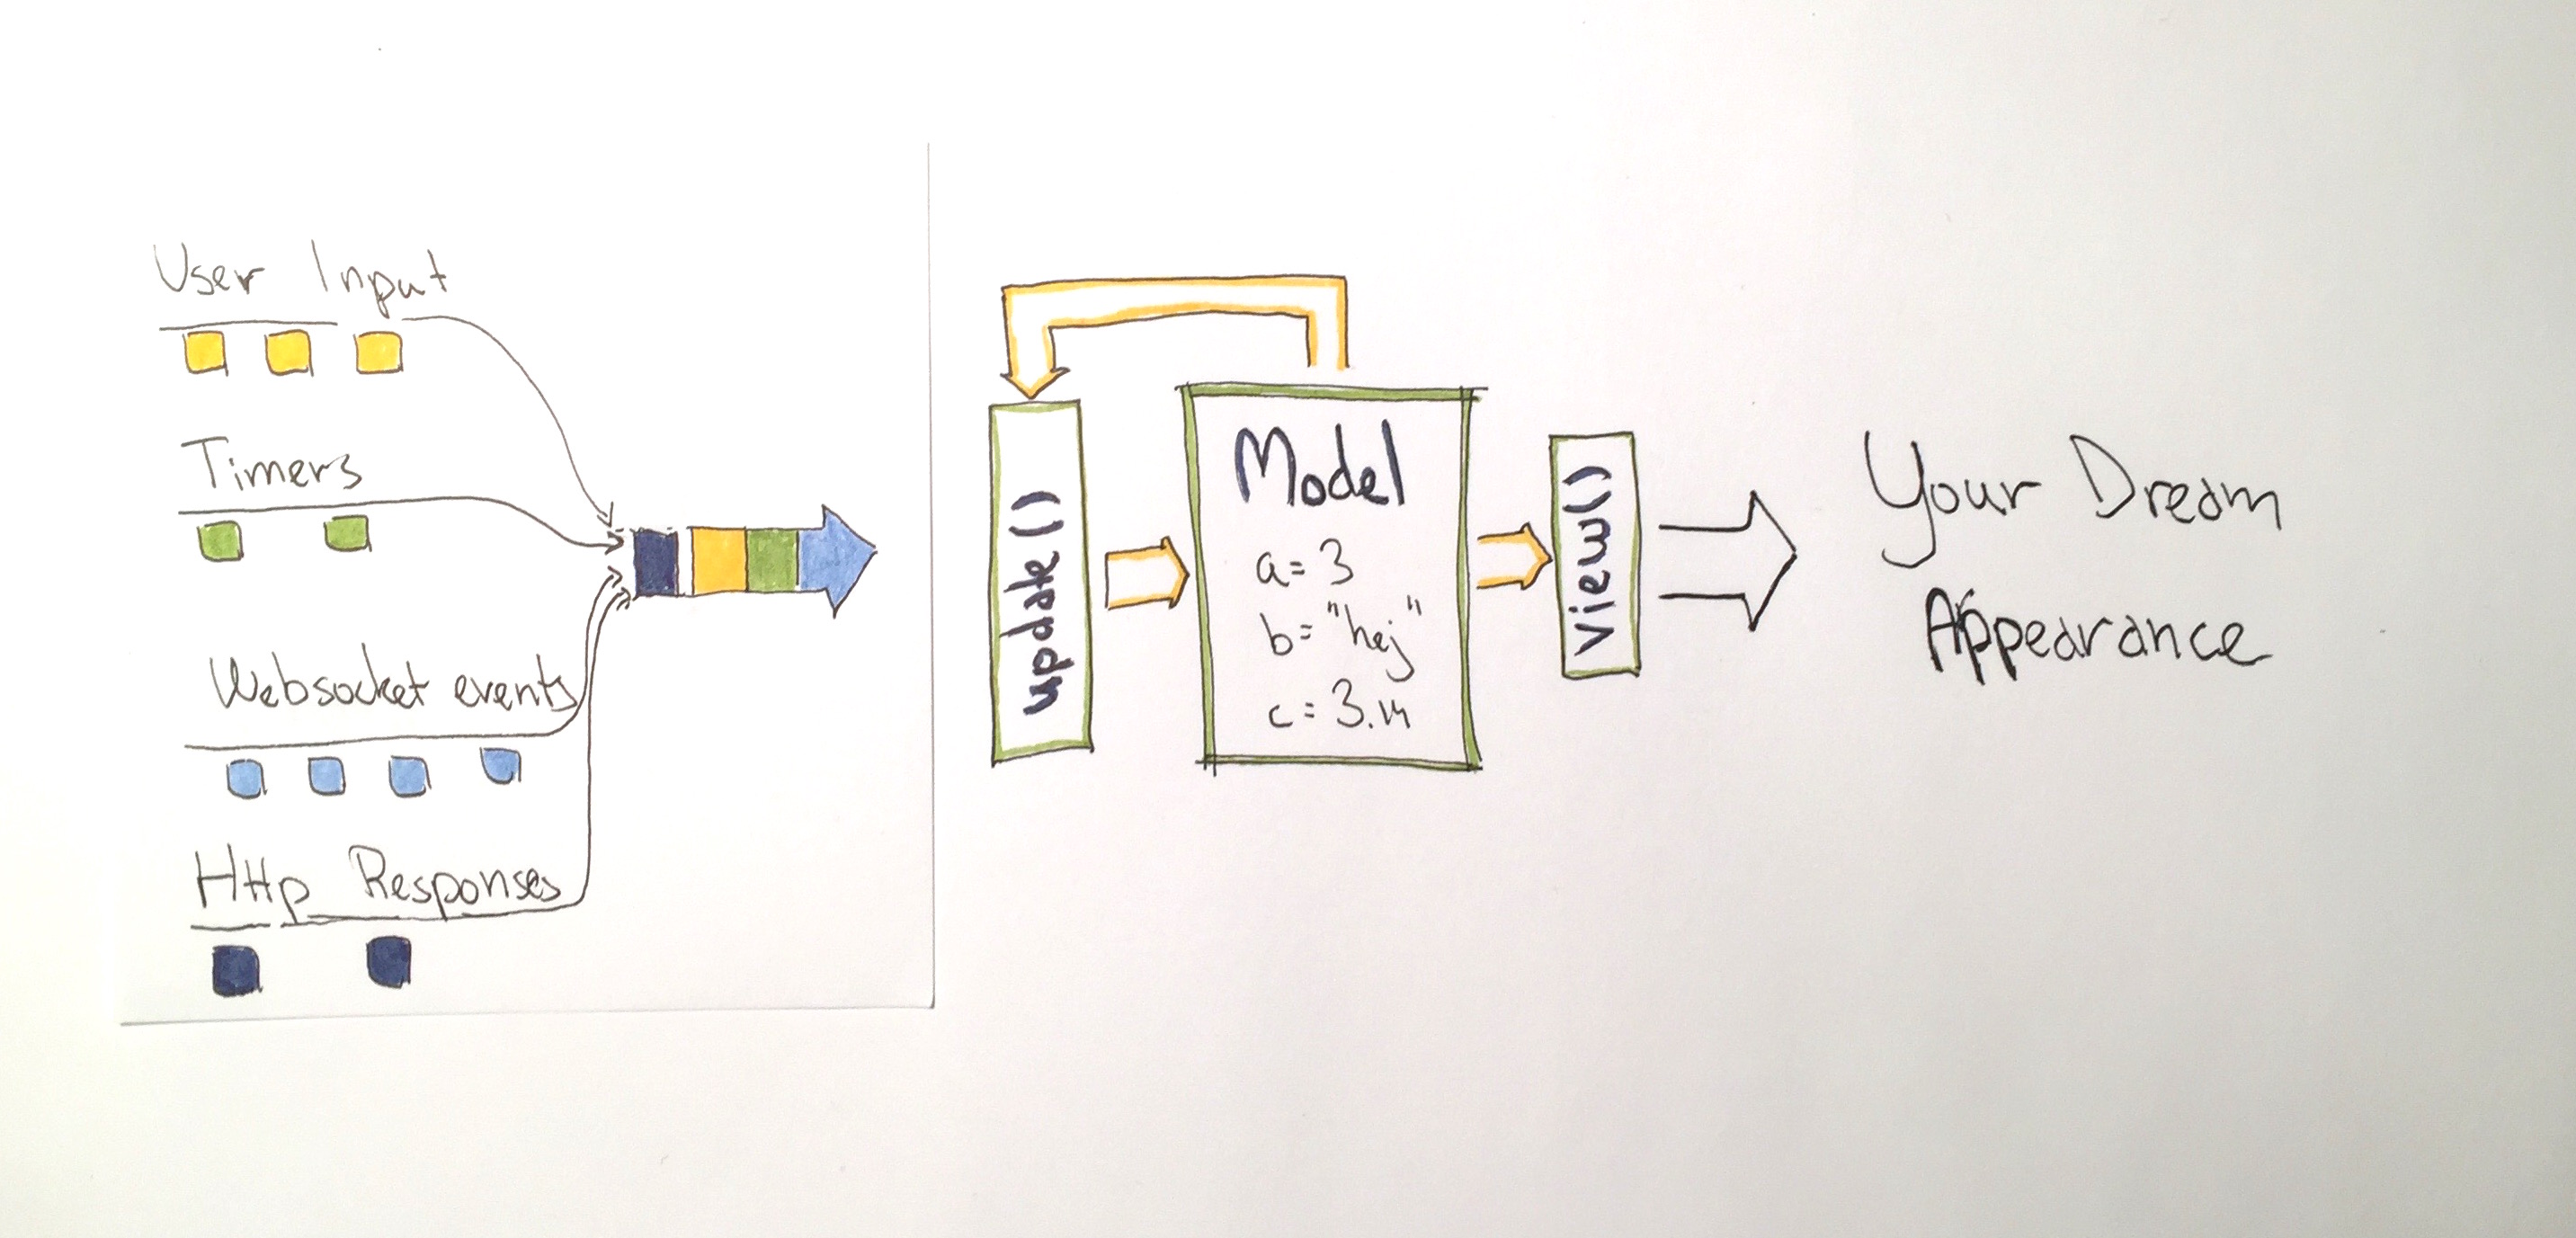 User Input
Timers
Websocket events
Http Responses
update()
Model
a=3
b="hej"
c=3.14
view()
Your Dream
Appearance